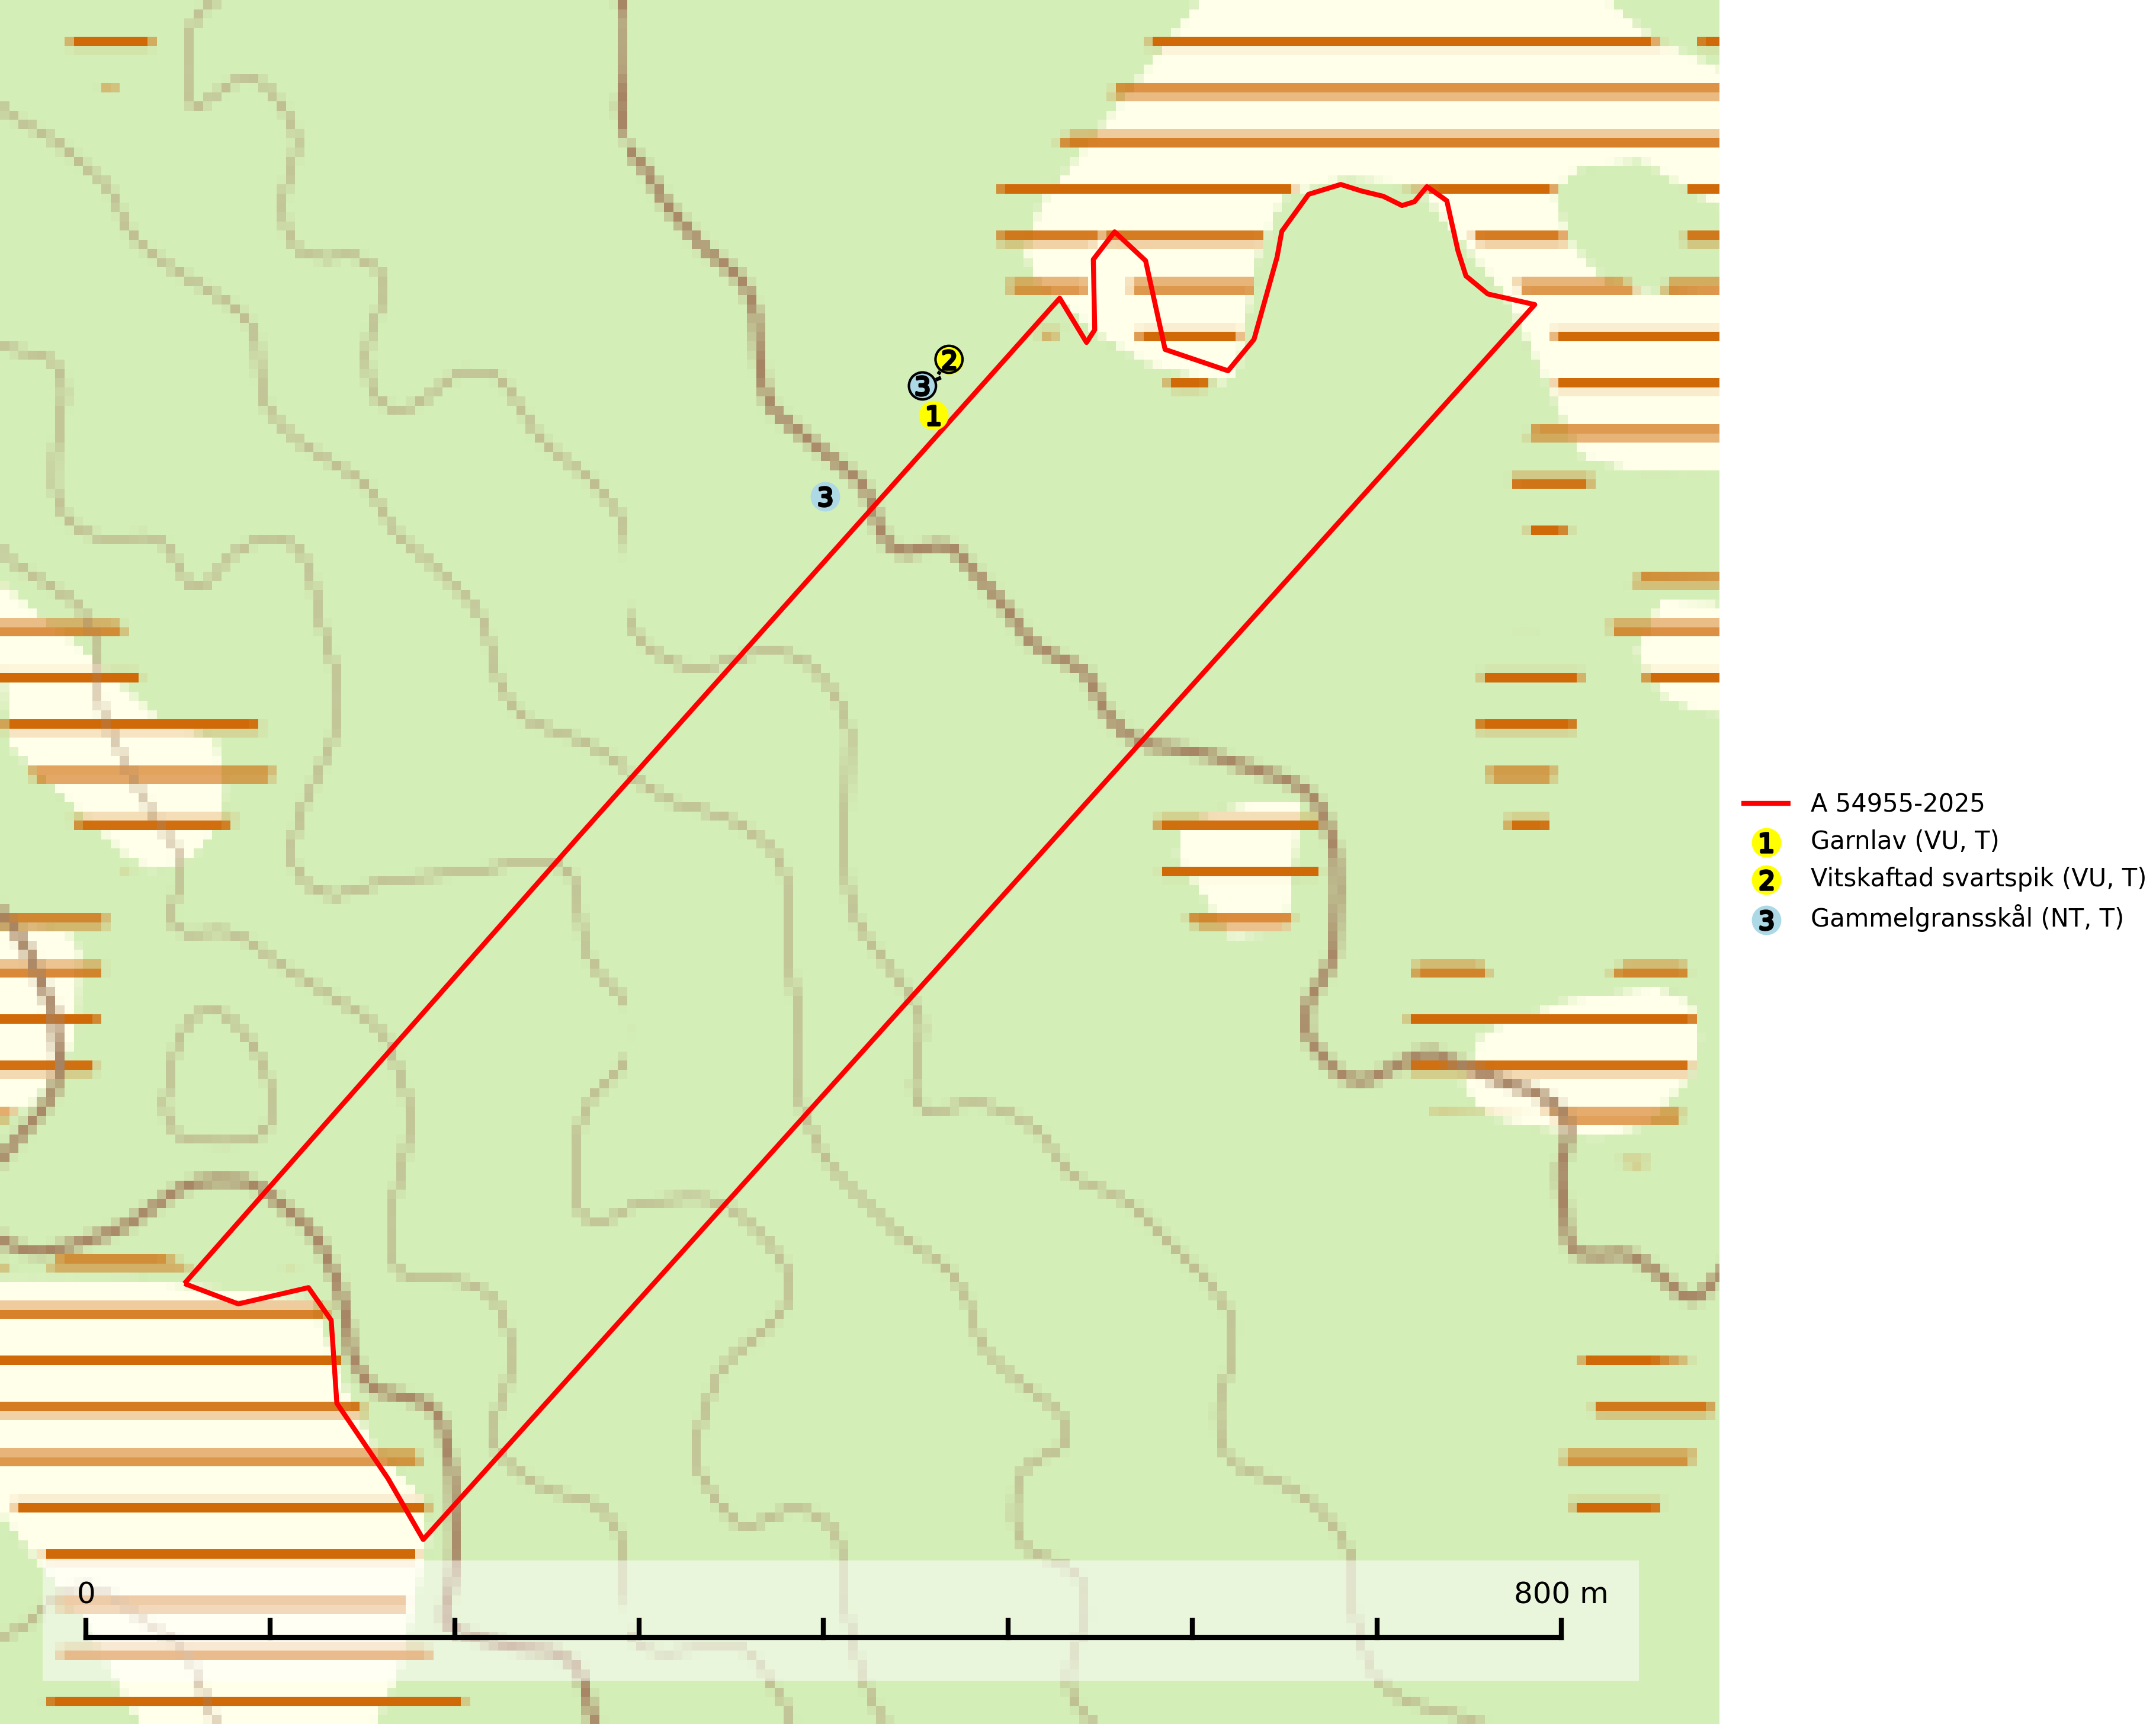 2
3
1
3
A 54955-2025
1 Garnlav (VU, T)
2 Vitskaftad svartspik (VU, T)
3 Gammelgransskål (NT, T)
0 800 m